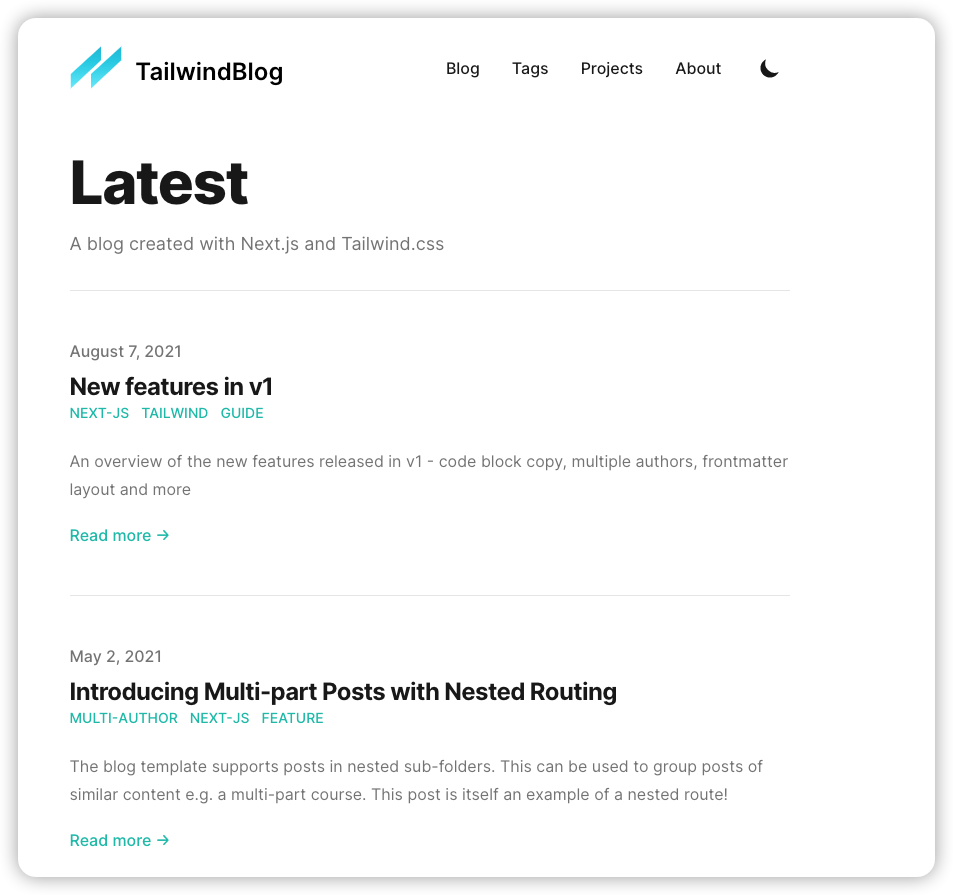 TailwindBlog
Blog Tags Projects About
Latest
A blog created with Next.js and Tailwind.css
August 7, 2021
New features in v1
NEXT-JS TAILWIND GUIDE
An overview of the new features released in v1 - code block copy, multiple authors, frontmatter
layout and more
Read more →
May 2, 2021
Introducing Multi-part Posts with Nested Routing
MULTI-AUTHOR NEXT-JS FEATURE
The blog template supports posts in nested sub-folders. This can be used to group posts of
similar content e.g. a multi-part course. This post is itself an example of a nested route!
Read more →